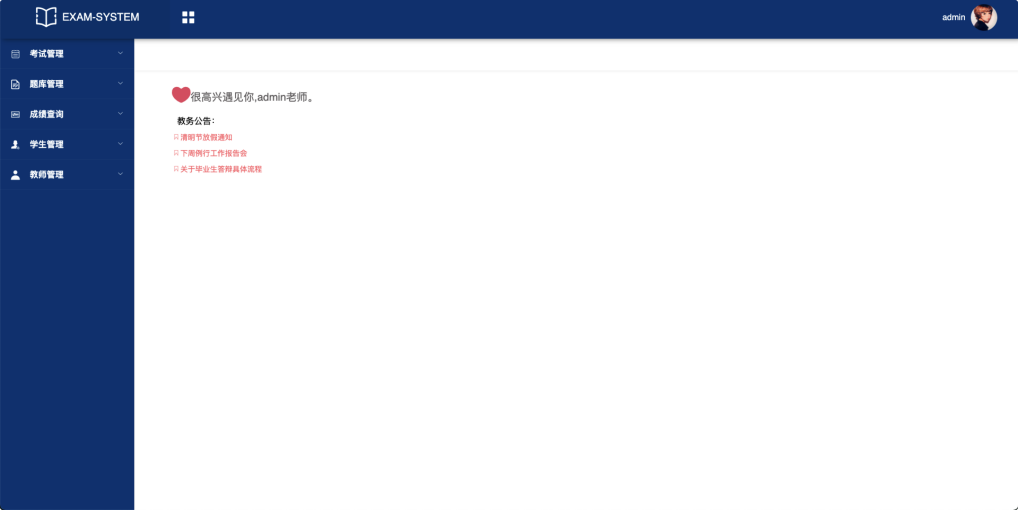 EXAM-SYSTEM
admin
考试管理
题库管理
成绩查询
学生管理
教师管理
很高兴遇见你,admin老师。
教务公告：
清明节放假通知
下周例行工作报告会
关于毕业生答辩具体流程